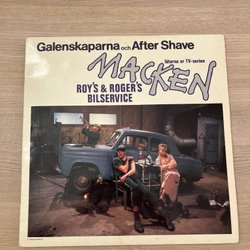 Galenskaparna och After Shave
låtarna ur TV-serien
MACKEN
ROY'S & ROGER'S
BILSERVICE